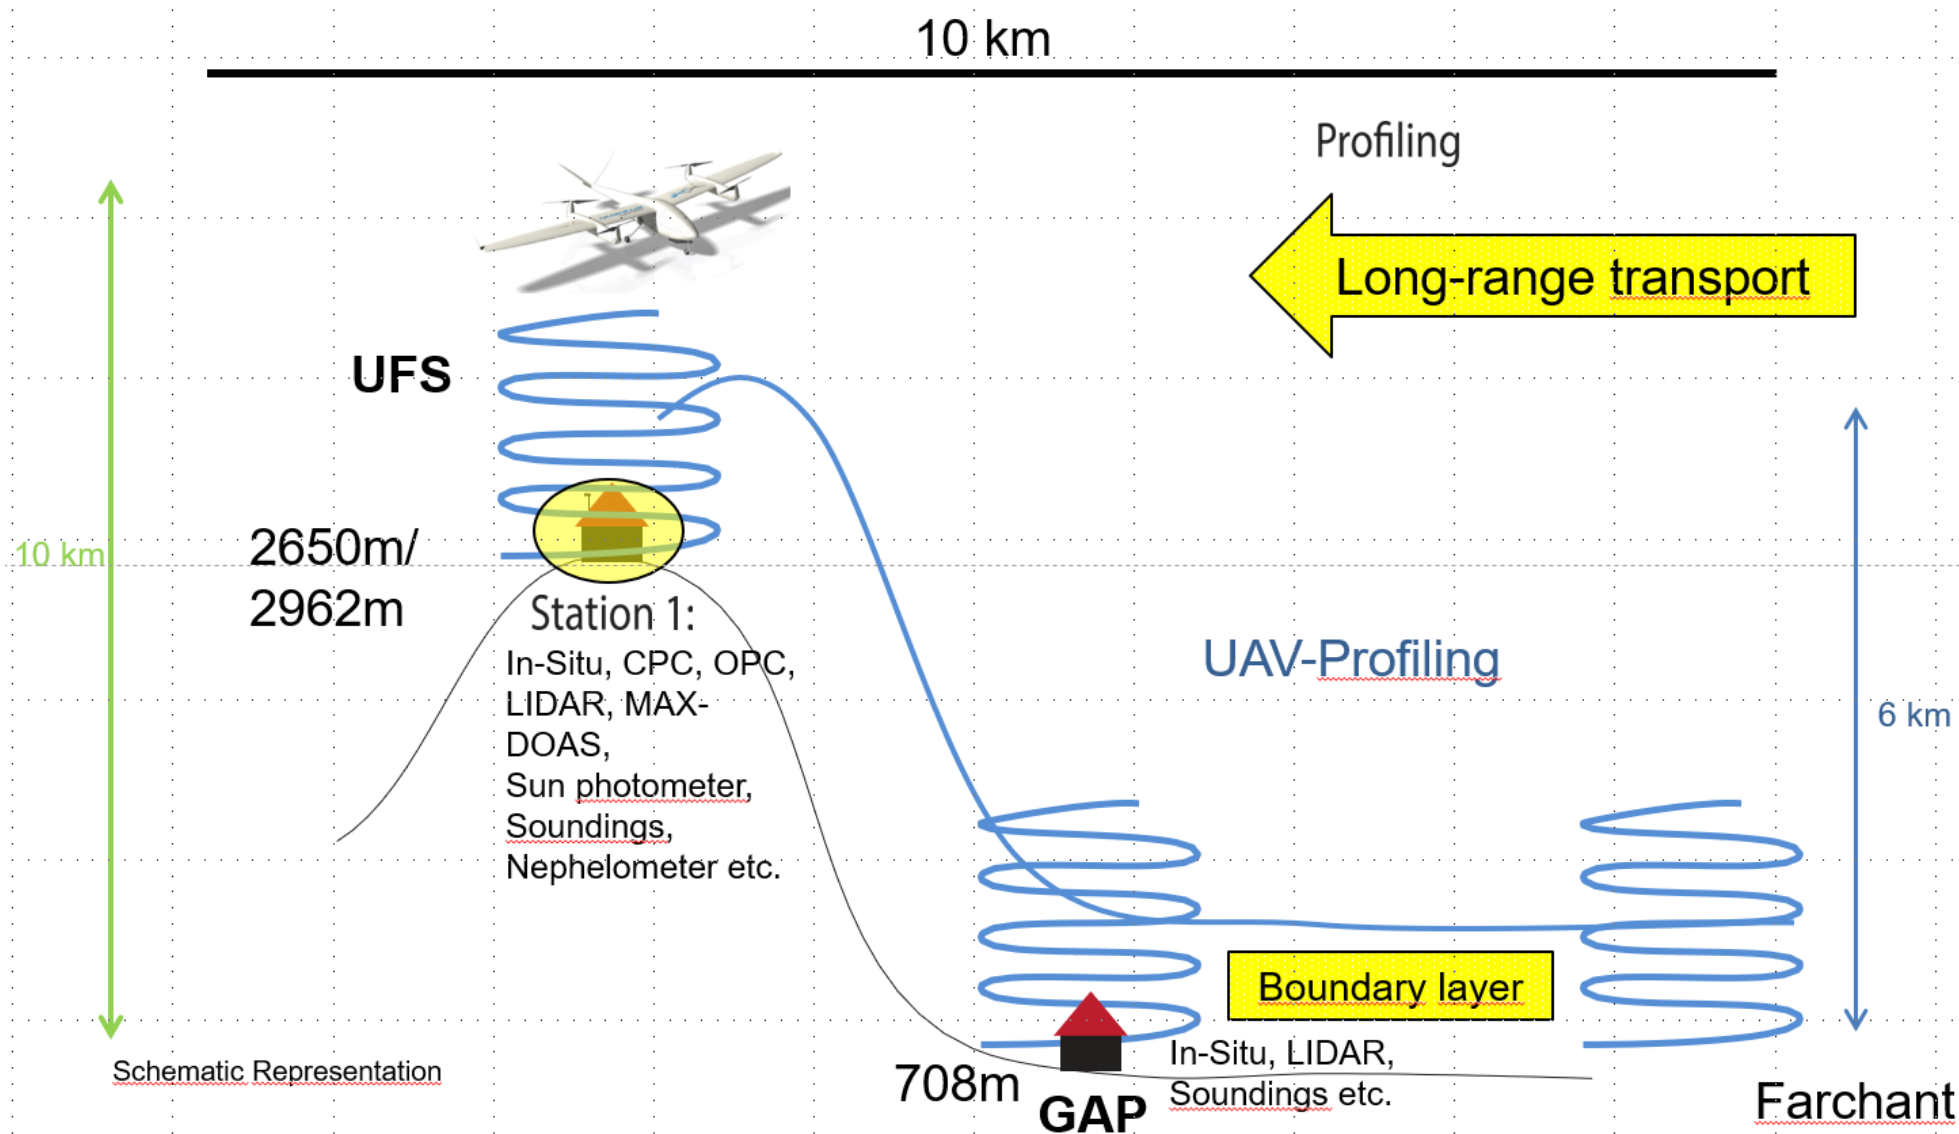 10 km
Profiling
Long-range transport
UFS
10 km
2650m/
2962m
Station 1:
In-Situ, CPC, OPC,
LIDAR, MAX-
DOAS,
Sun photometer,
Soundings,
Nephelometer etc.
UAV-Profiling
6 km
Boundary layer
Schematic Representation
708m
GAP
In-Situ, LIDAR,
Soundings etc.
Farchant